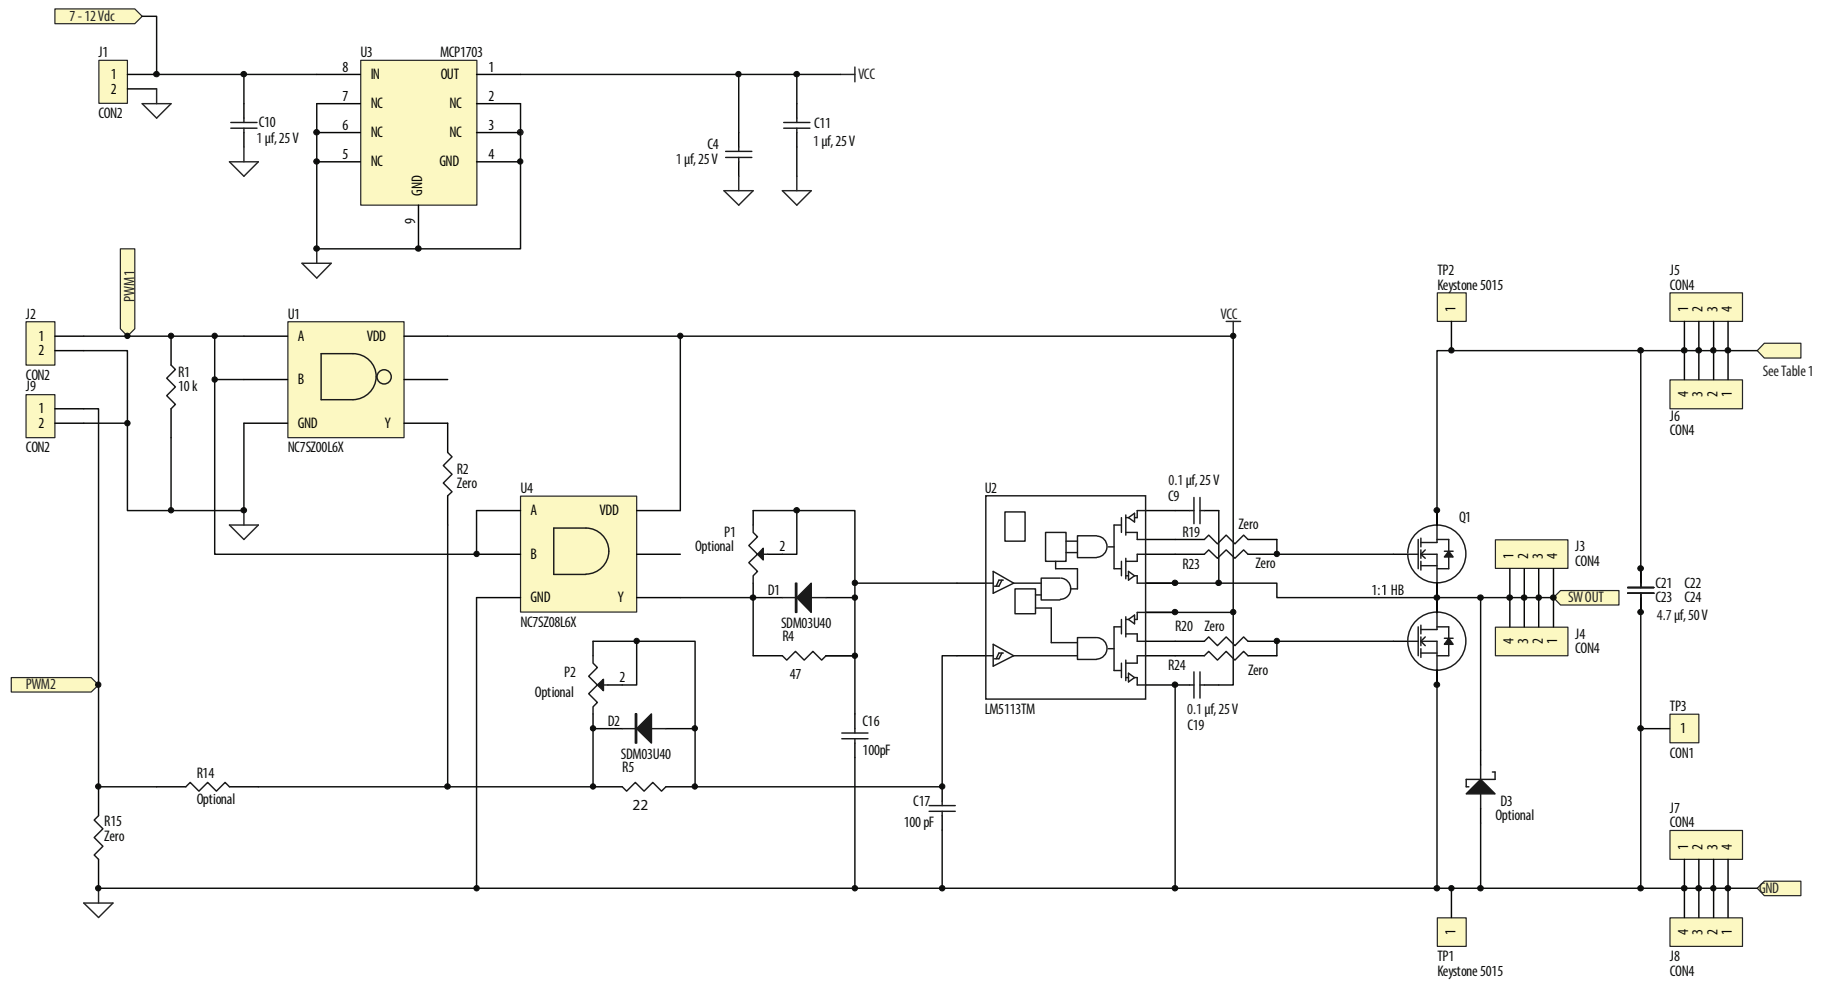 7 - 12 Vdc
J1
1
2
CON2
C10
1 µf, 25 V
U3
MCP1703
8
IN
OUT
1
7
NC
NC
2
6
NC
NC
3
5
NC
GND
4
GND
9
C4
1 µf, 25 V
C11
1 µf, 25 V
VCC
PWM1
J2
1
2
CON2
J9
1
2
CON2
R1
10 k
U1
A
VDD
B
GND
Y
NC7SZ00L6X
R2
Zero
U4
A
VDD
B
GND
Y
NC7SZ08L6X
P1
Optional
2
D1
SDM03U40
R4
47
P2
Optional
2
D2
SDM03U40
R5
22
C16
100pF
C17
100 pF
PWM2
R14
Optional
R15
Zero
U2
LM5113TM
0.1 µf, 25 V
C9
VCC
R19
Zero
R23
Zero
R20
Zero
R24
Zero
0.1 µf, 25 V
C19
1:1 HB
TP2
Keystone 5015
1
Q1
J5
CON4
1 2 3 4
See Table 1
4 3 2 1
J6
CON4
1 2 3 4
J3
CON4
SW OUT
4 3 2 1
J4
CON4
C21 C22
C23 C24
4.7 µf, 50 V
TP3
1
CON1
D3
Optional
J7
CON4
1 2 3 4
GND
4 3 2 1
J8
CON4
1
TP1
Keystone 5015